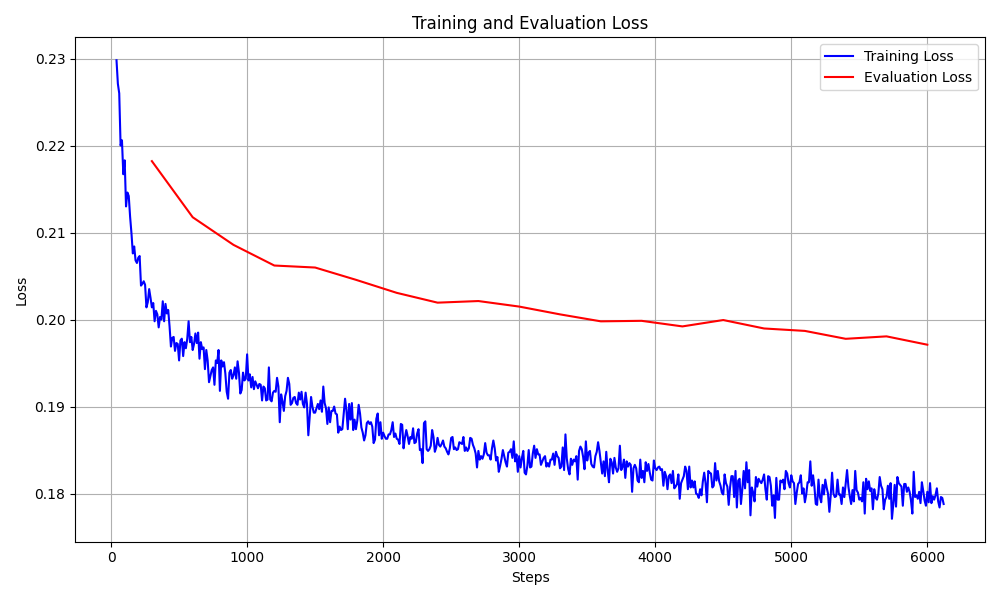 Training and Evaluation Loss
Training Loss
Evaluation Loss
0.23
0.22
0.21
0.20
0.19
0.18
Loss
0
1000
2000
3000
4000
5000
6000
Steps